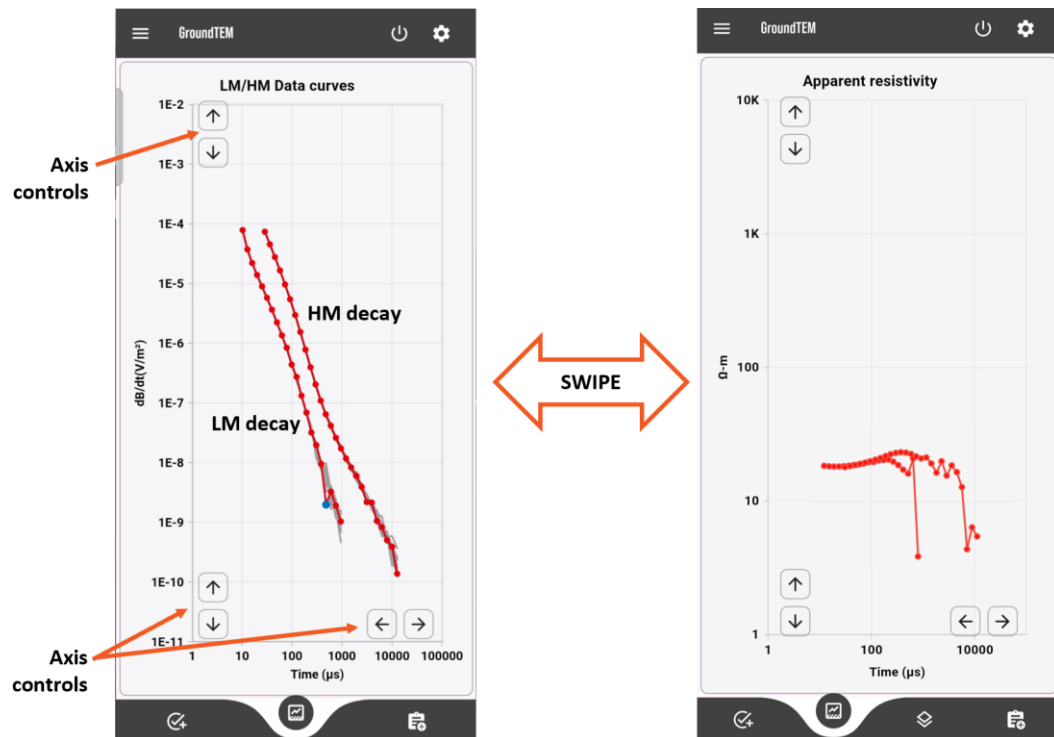 GroundTEM
LM/HM Data curves
1E-2
1E-3
1E-4
1E-5
1E-6
1E-7
1E-8
1E-9
1E-10
1E-11
dB/dt(V/m²)
1
10
100
1000
10000
100000
Time (µs)
HM decay
LM decay
Axis
controls
Axis
controls
SWIPE
GroundTEM
Apparent resistivity
10K
1K
100
10
1
Ω-m
1
100
10000
Time (µs)